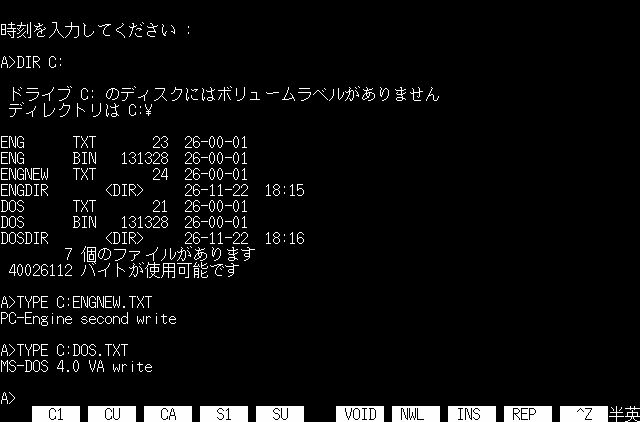 時刻を入力してください :
A>DIR C:
ドライブ C: のディスクにはボリュームラベルがありません
ディレクトリは C:¥
ENG TXT 23 26-00-01
ENG BIN 131328 26-00-01
ENGNEW TXT 24 26-00-01
ENGDIR <DIR> 26-11-22 18:15
DOS TXT 21 26-00-01
DOS BIN 131328 26-00-01
DOSDIR <DIR> 26-11-22 18:16
7 個のファイルがあります
40026112 バイトが使用可能です
A>TYPE C:ENGNEW.TXT
PC-Engine second write
A>TYPE C:DOS.TXT
MS-DOS 4.0 VA write
A>
C1 CU CA S1 SU VOID NWL INS REP ^Z 半英